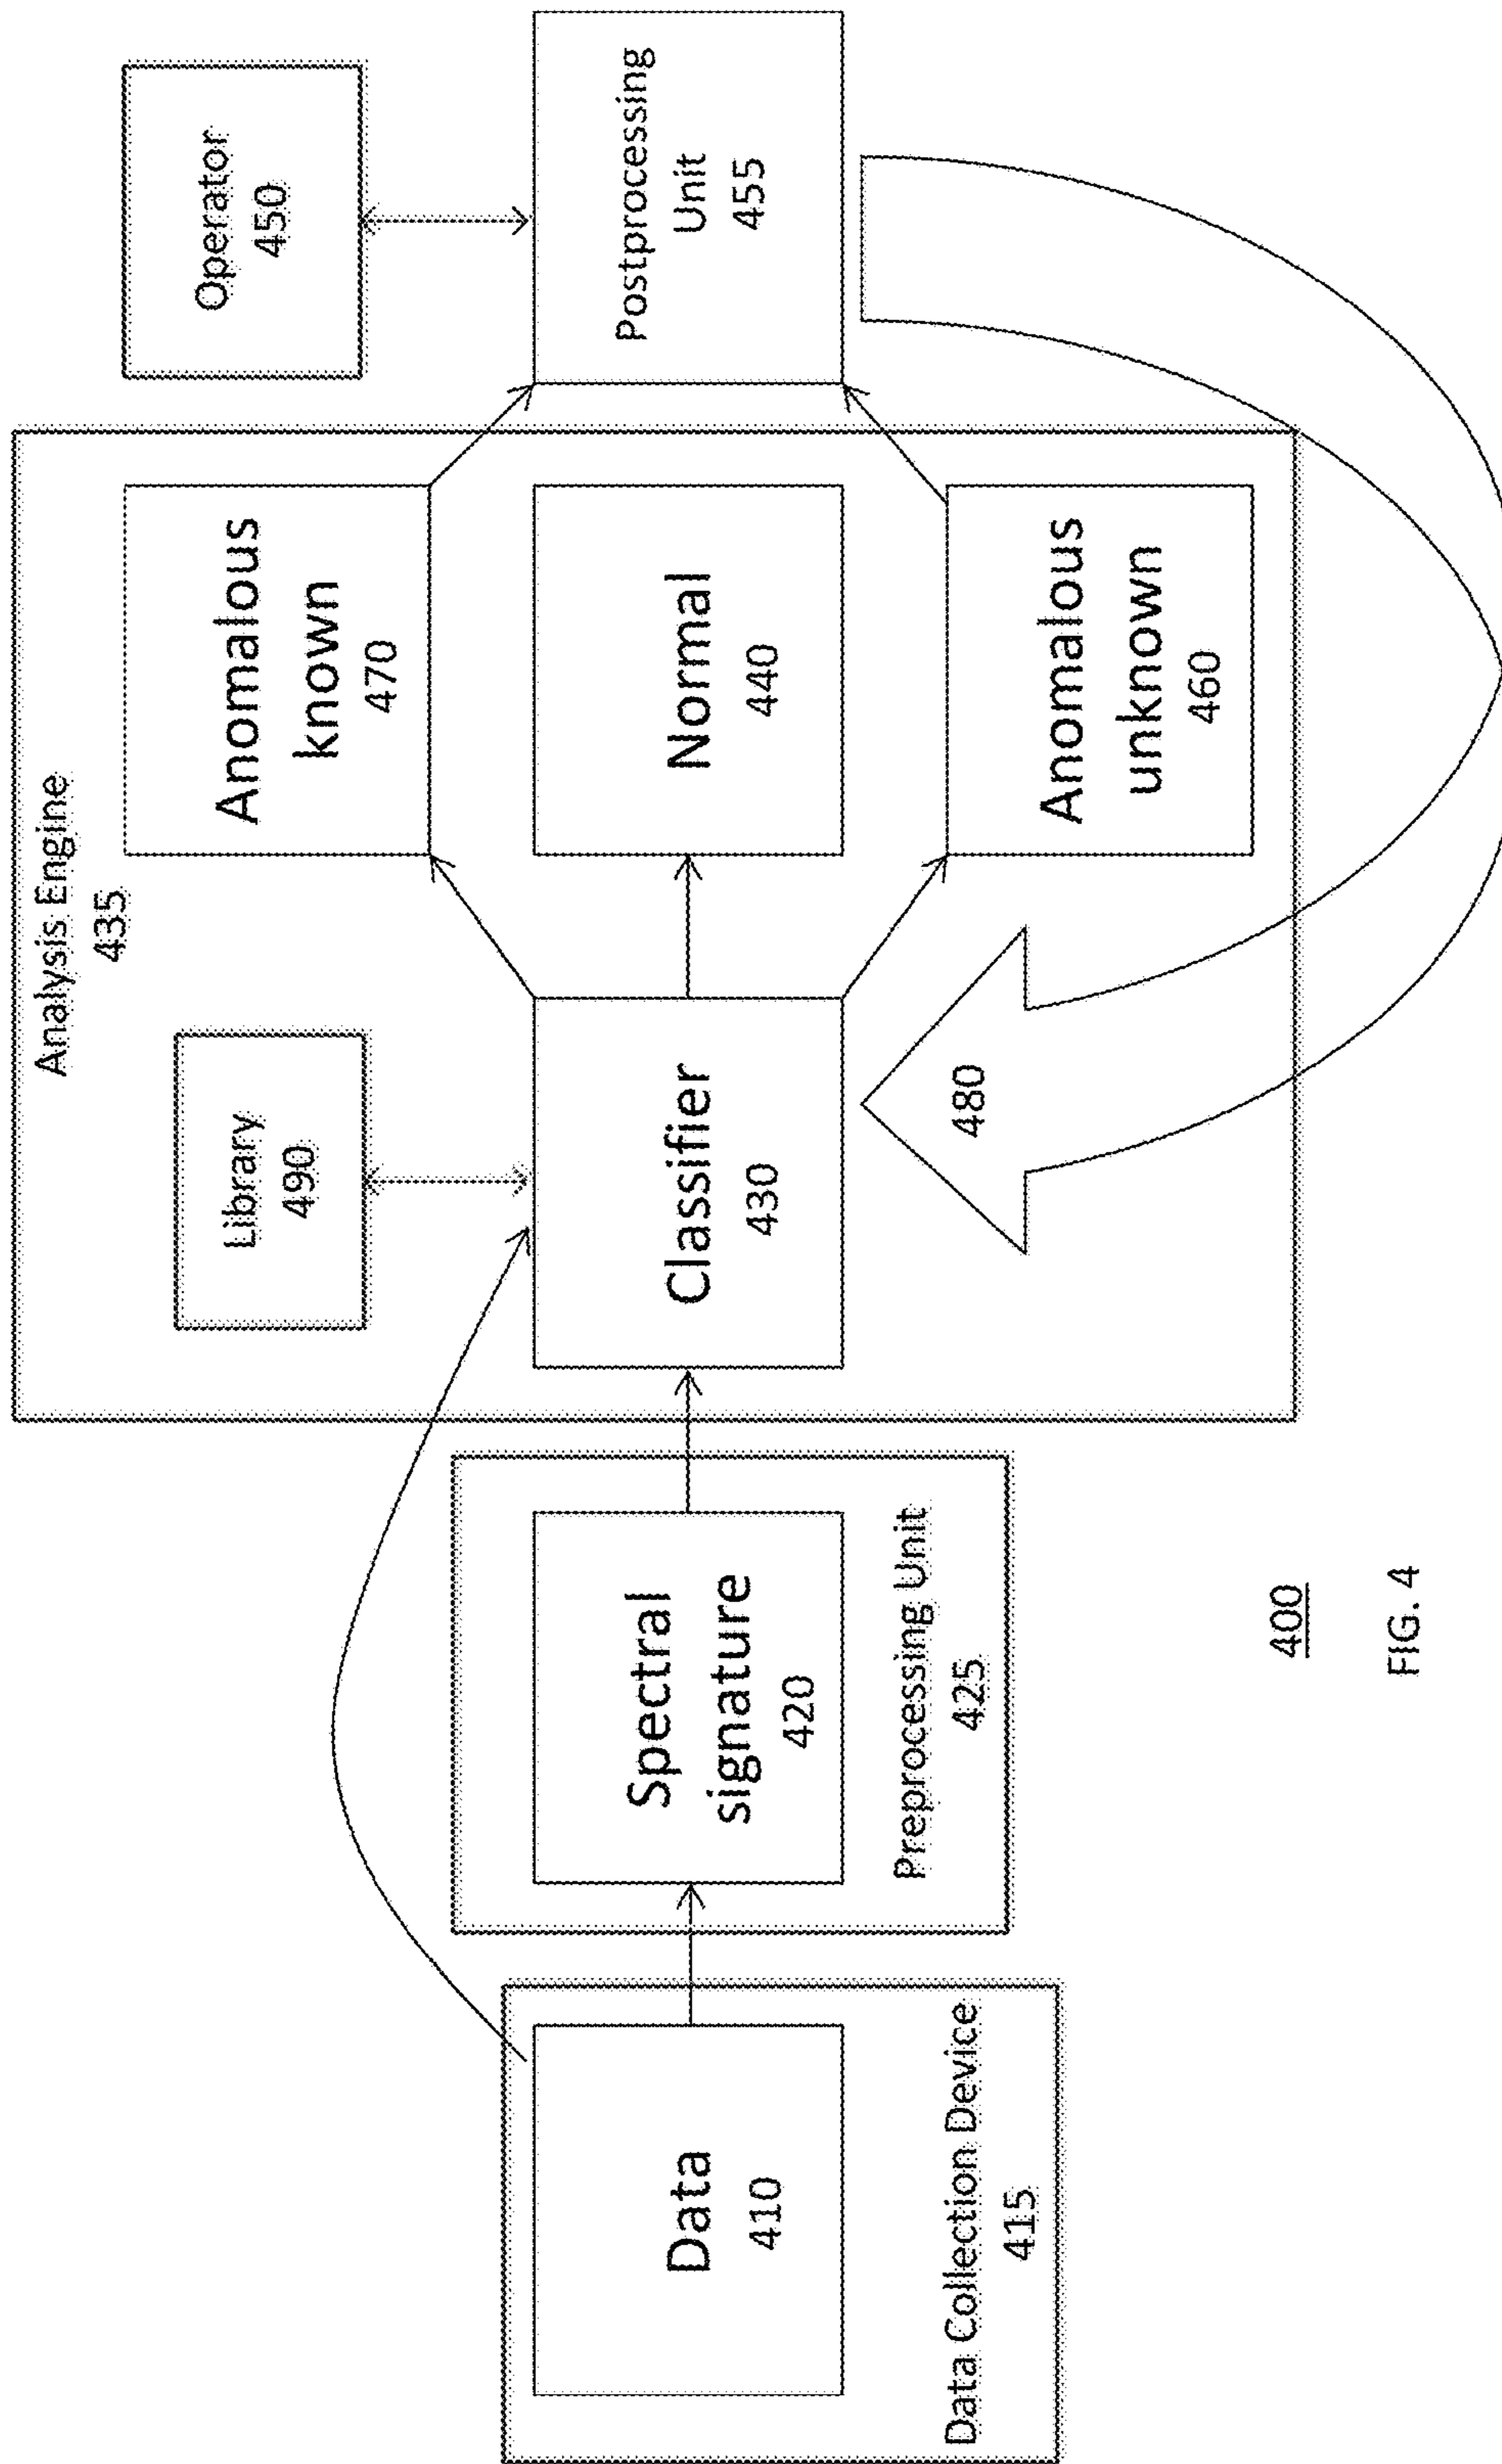 Data
410
Data Collection Device
415
Spectral
signature
420
Preprocessing Unit
425
Analysis Engine
435
Library
490
Classifier
430
480
Anomalous
known
470
Normal
440
Anomalous
unknown
460
Operator
450
Postprocessing
Unit
455
400
FIG. 4